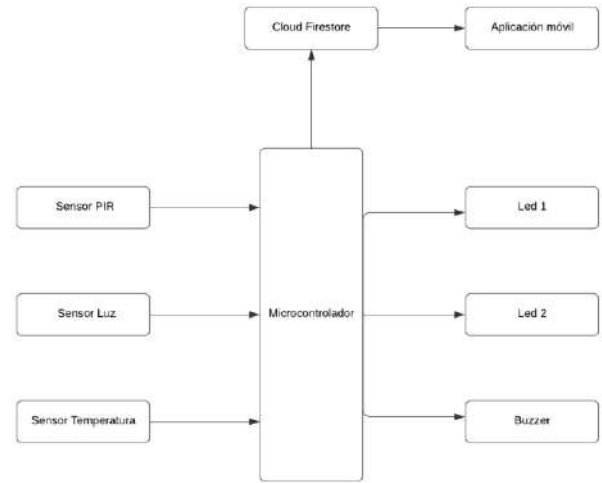 Cloud Firestore
Aplicación móvil
Sensor PIR
Led 1
Sensor Luz
Microcontrolador
Led 2
Sensor Temperatura
Buzzer